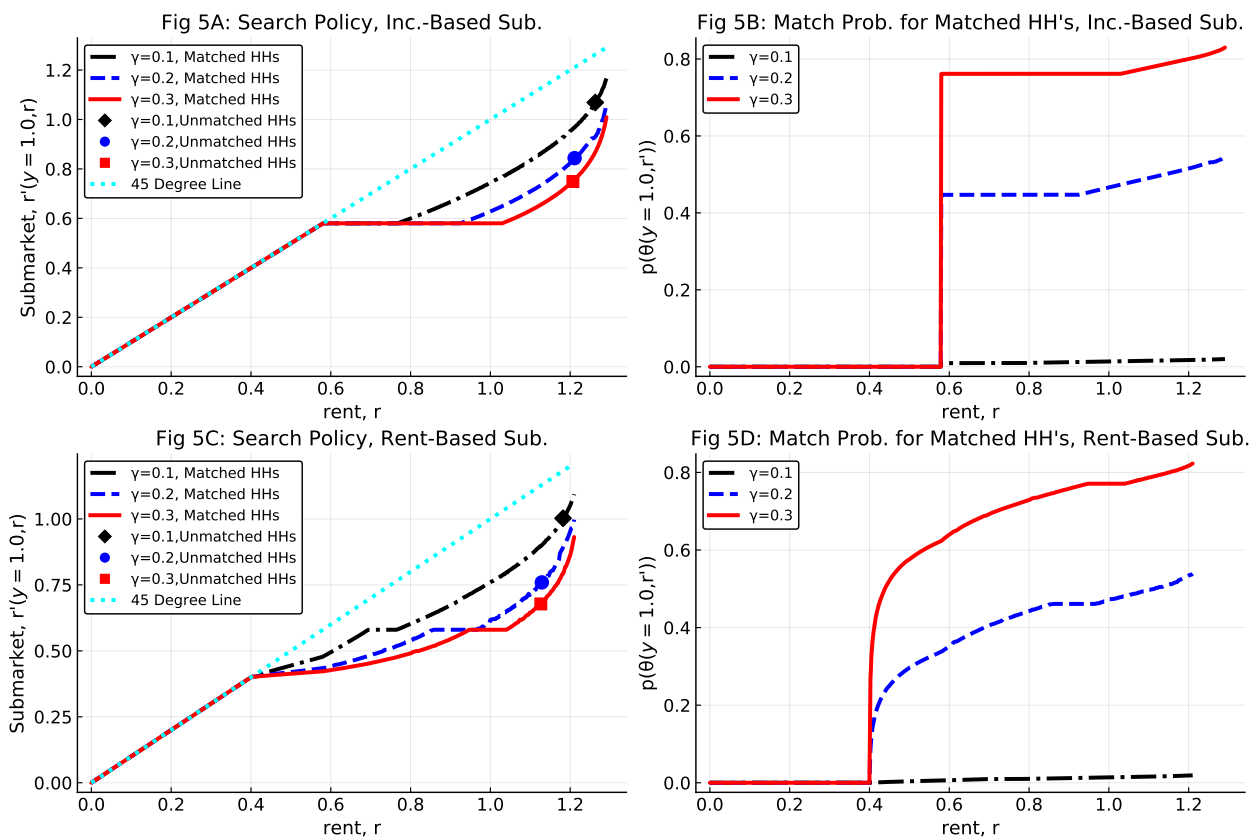 Fig 5A: Search Policy, Inc.-Based Sub.
Submarket, r'(y = 1.0,r)
1.2
1.0
0.8
0.6
0.4
0.2
0.0
γ=0.1, Matched HHs
γ=0.2, Matched HHs
γ=0.3, Matched HHs
γ=0.1,Unmatched HHs
γ=0.2,Unmatched HHs
γ=0.3,Unmatched HHs
45 Degree Line
0.0 0.2 0.4 0.6 0.8 1.0 1.2
rent, r
Fig 5B: Match Prob. for Matched HH's, Inc.-Based Sub.
p(θ(y = 1.0,r'))
0.8
0.6
0.4
0.2
0.0
γ=0.1
γ=0.2
γ=0.3
0.0 0.2 0.4 0.6 0.8 1.0 1.2
rent, r
Fig 5C: Search Policy, Rent-Based Sub.
Submarket, r'(y = 1.0,r)
1.00
0.75
0.50
0.25
0.00
γ=0.1, Matched HHs
γ=0.2, Matched HHs
γ=0.3, Matched HHs
γ=0.1,Unmatched HHs
γ=0.2,Unmatched HHs
γ=0.3,Unmatched HHs
45 Degree Line
0.0 0.2 0.4 0.6 0.8 1.0 1.2
rent, r
Fig 5D: Match Prob. for Matched HH's, Rent-Based Sub.
p(θ(y = 1.0,r'))
0.8
0.6
0.4
0.2
0.0
γ=0.1
γ=0.2
γ=0.3
0.0 0.2 0.4 0.6 0.8 1.0 1.2
rent, r